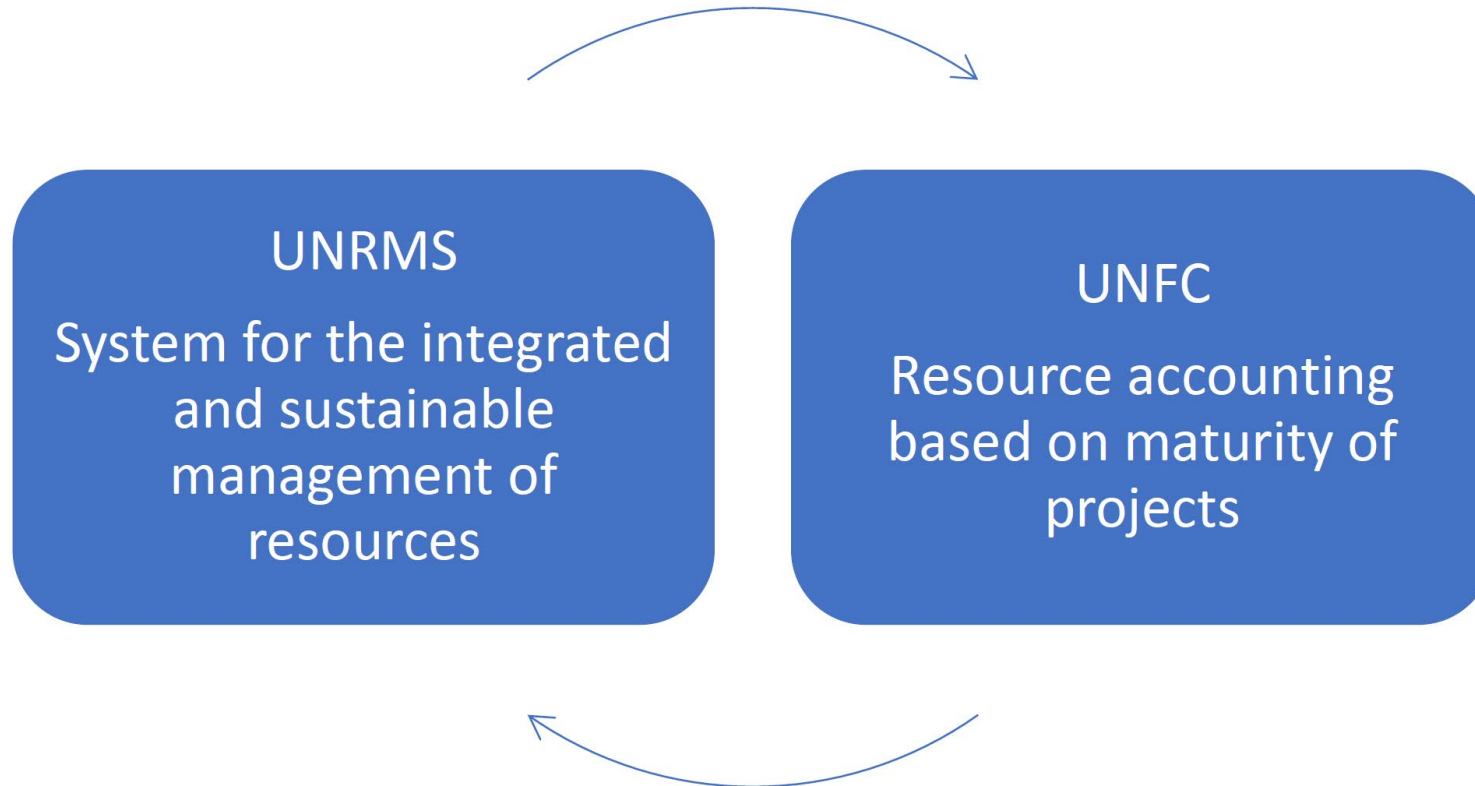 UNRMS
System for the integrated
and sustainable
management of
resources
UNFC
Resource accounting
based on maturity of
projects